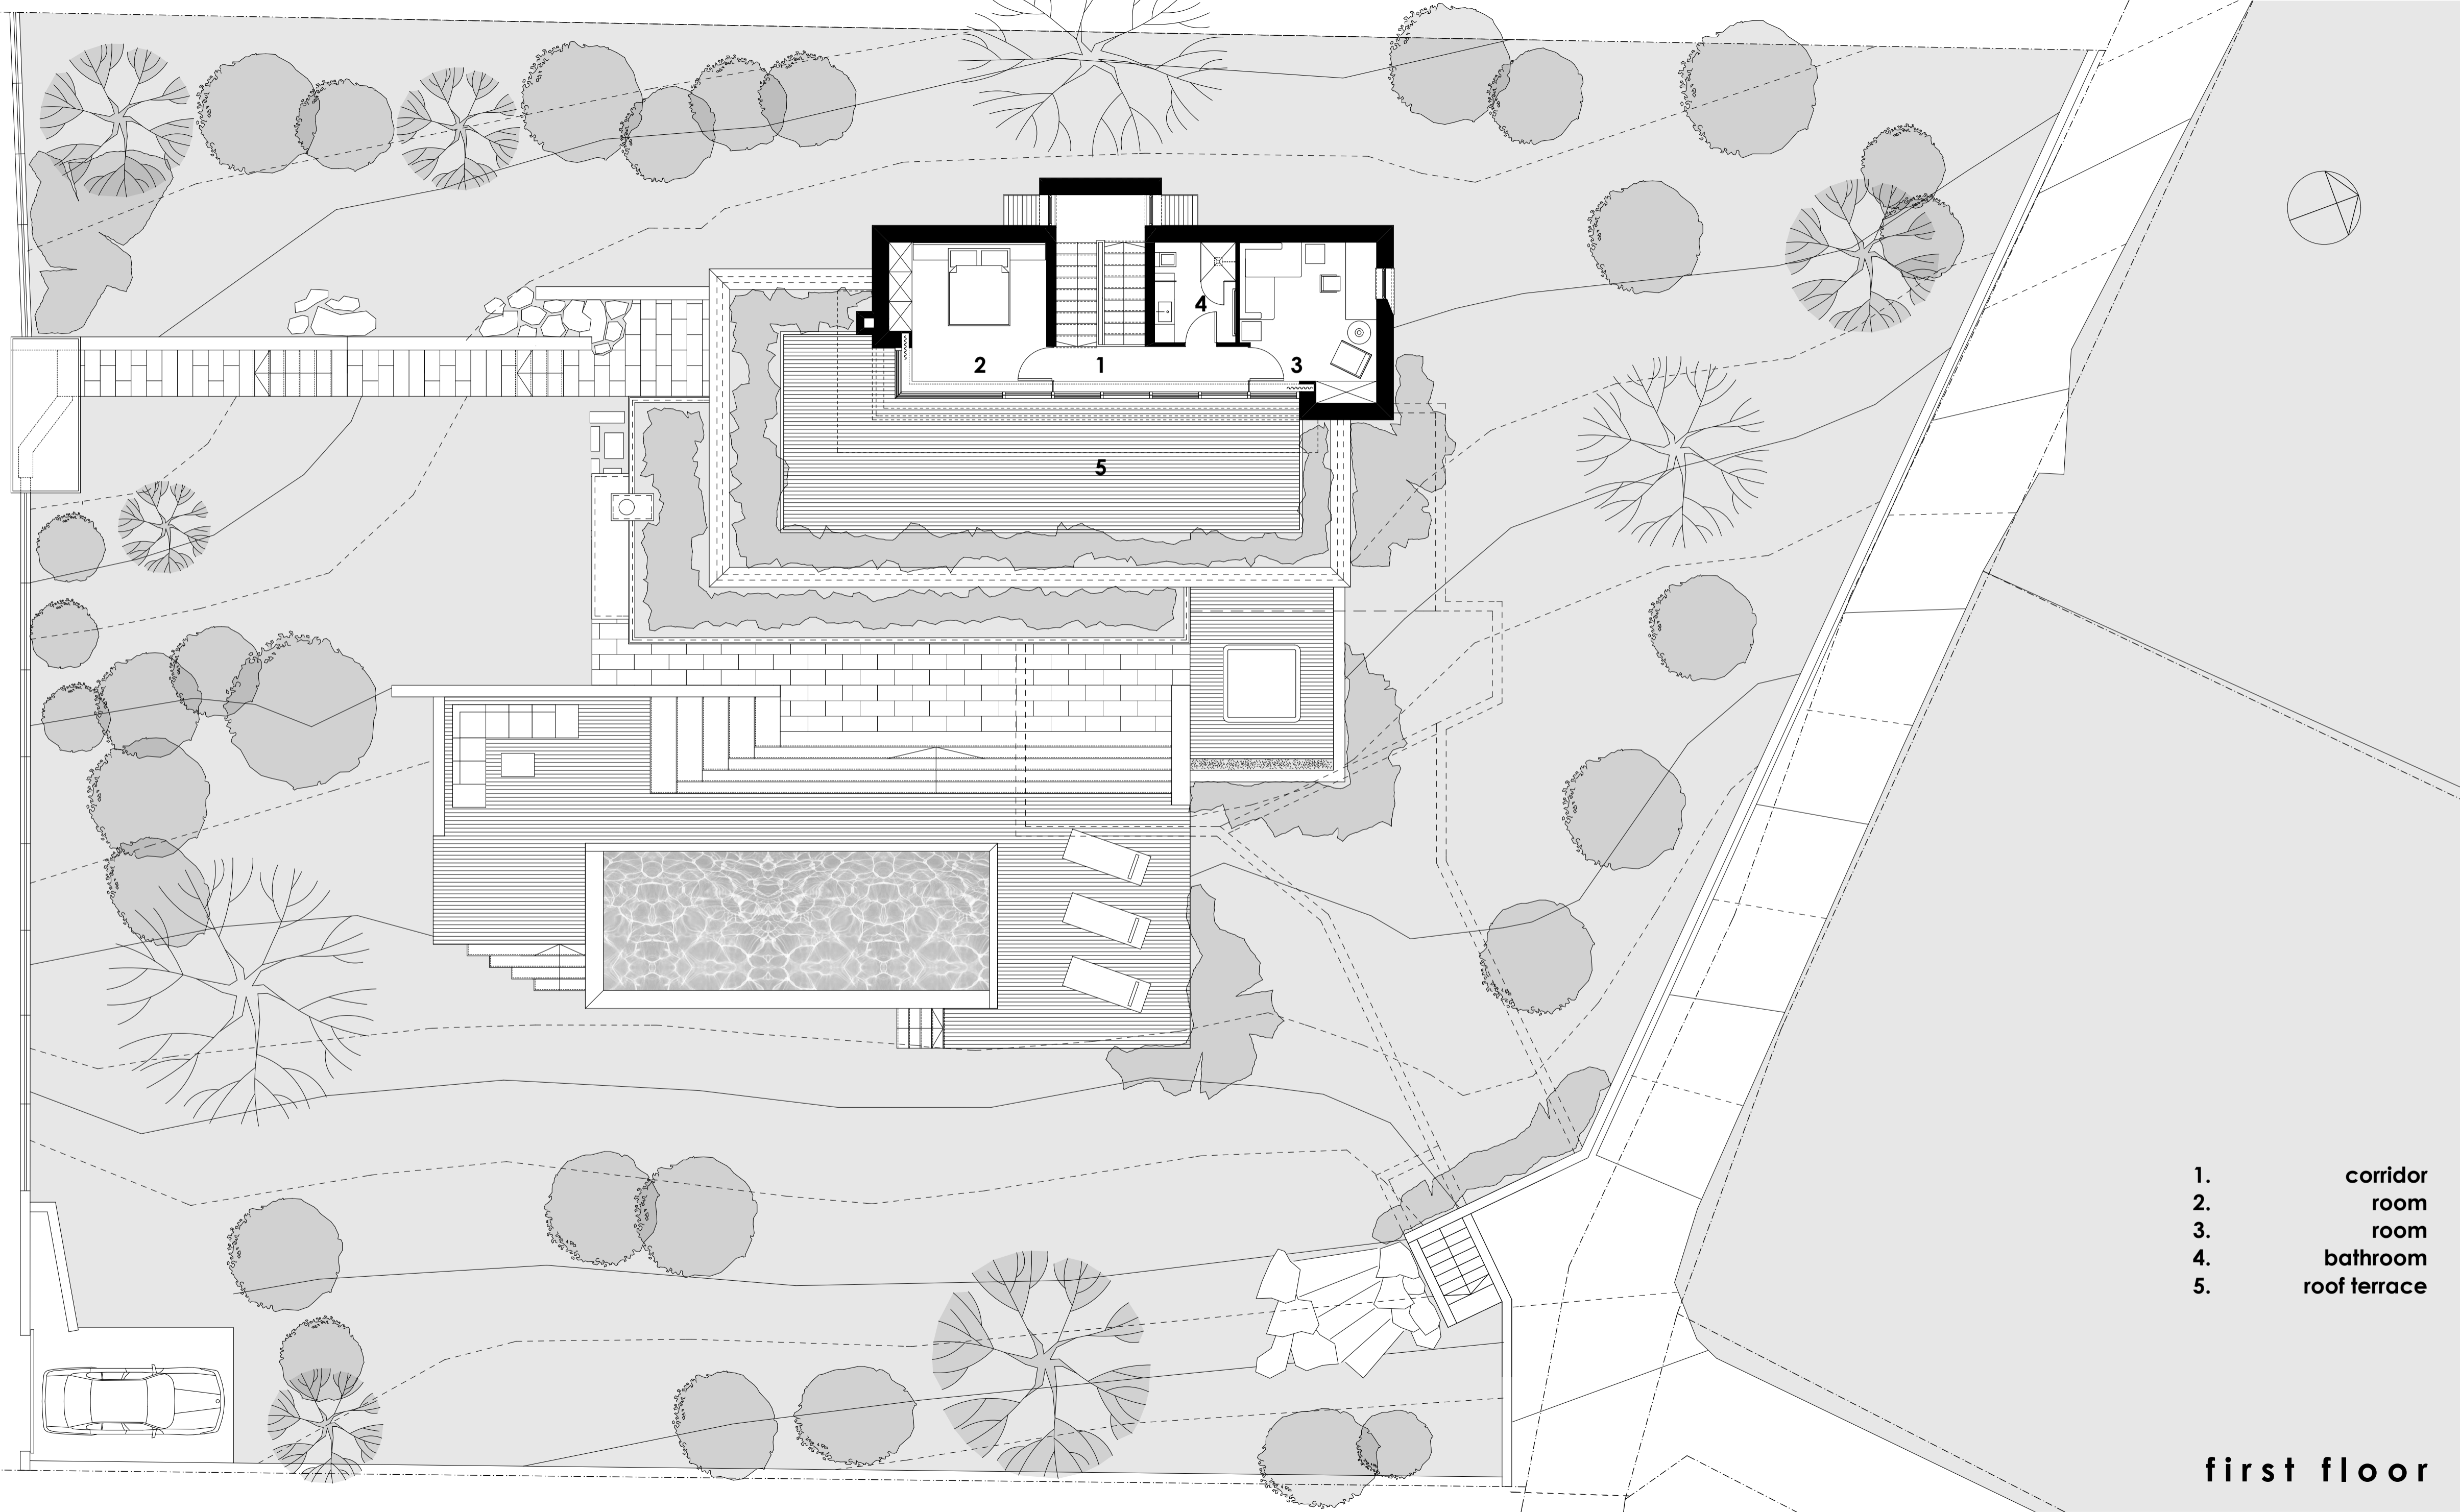 4
2
1
3
5
1. corridor
2. room
3. room
4. bathroom
5. roof terrace
first floor